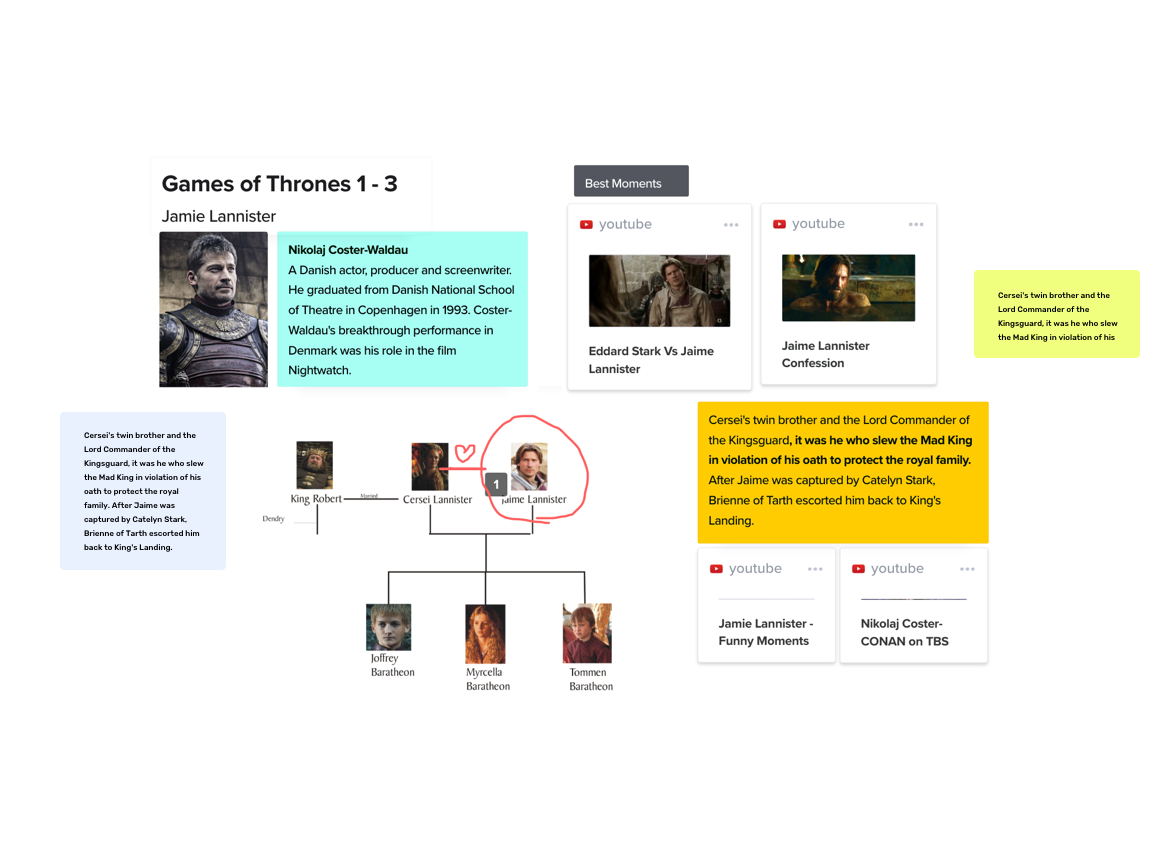 Games of Thrones 1 - 3
Jamie Lannister
Nikolaj Coster-Waldau
A Danish actor, producer and screenwriter.
He graduated from Danish National School
of Theatre in Copenhagen in 1993. Coster-
Waldau's breakthrough performance in
Denmark was his role in the film
Nightwatch.
Best Moments
youtube
Eddard Stark Vs Jaime
Lannister
youtube
Jaime Lannister
Confession
Cersei's twin brother and the
Lord Commander of the
Kingsguard, it was he who slew
the Mad King in violation of his
Cersei's twin brother and the
Lord Commander of the
Kingsguard, it was he who slew
the Mad King in violation of his
oath to protect the royal
family. After Jaime was
captured by Catelyn Stark,
Brienne of Tarth escorted him
back to King's Landing.
King Robert
Married
Cersei Lannister
1
Jaime Lannister
Dendry
Joffrey
Baratheon
Myrcella
Baratheon
Tommen
Baratheon
Cersei's twin brother and the Lord Commander of
the Kingsguard, it was he who slew the Mad King
in violation of his oath to protect the royal family.
After Jaime was captured by Catelyn Stark,
Brienne of Tarth escorted him back to King's
Landing.
youtube
Jamie Lannister -
Funny Moments
youtube
Nikolaj Coster-
CONAN on TBS